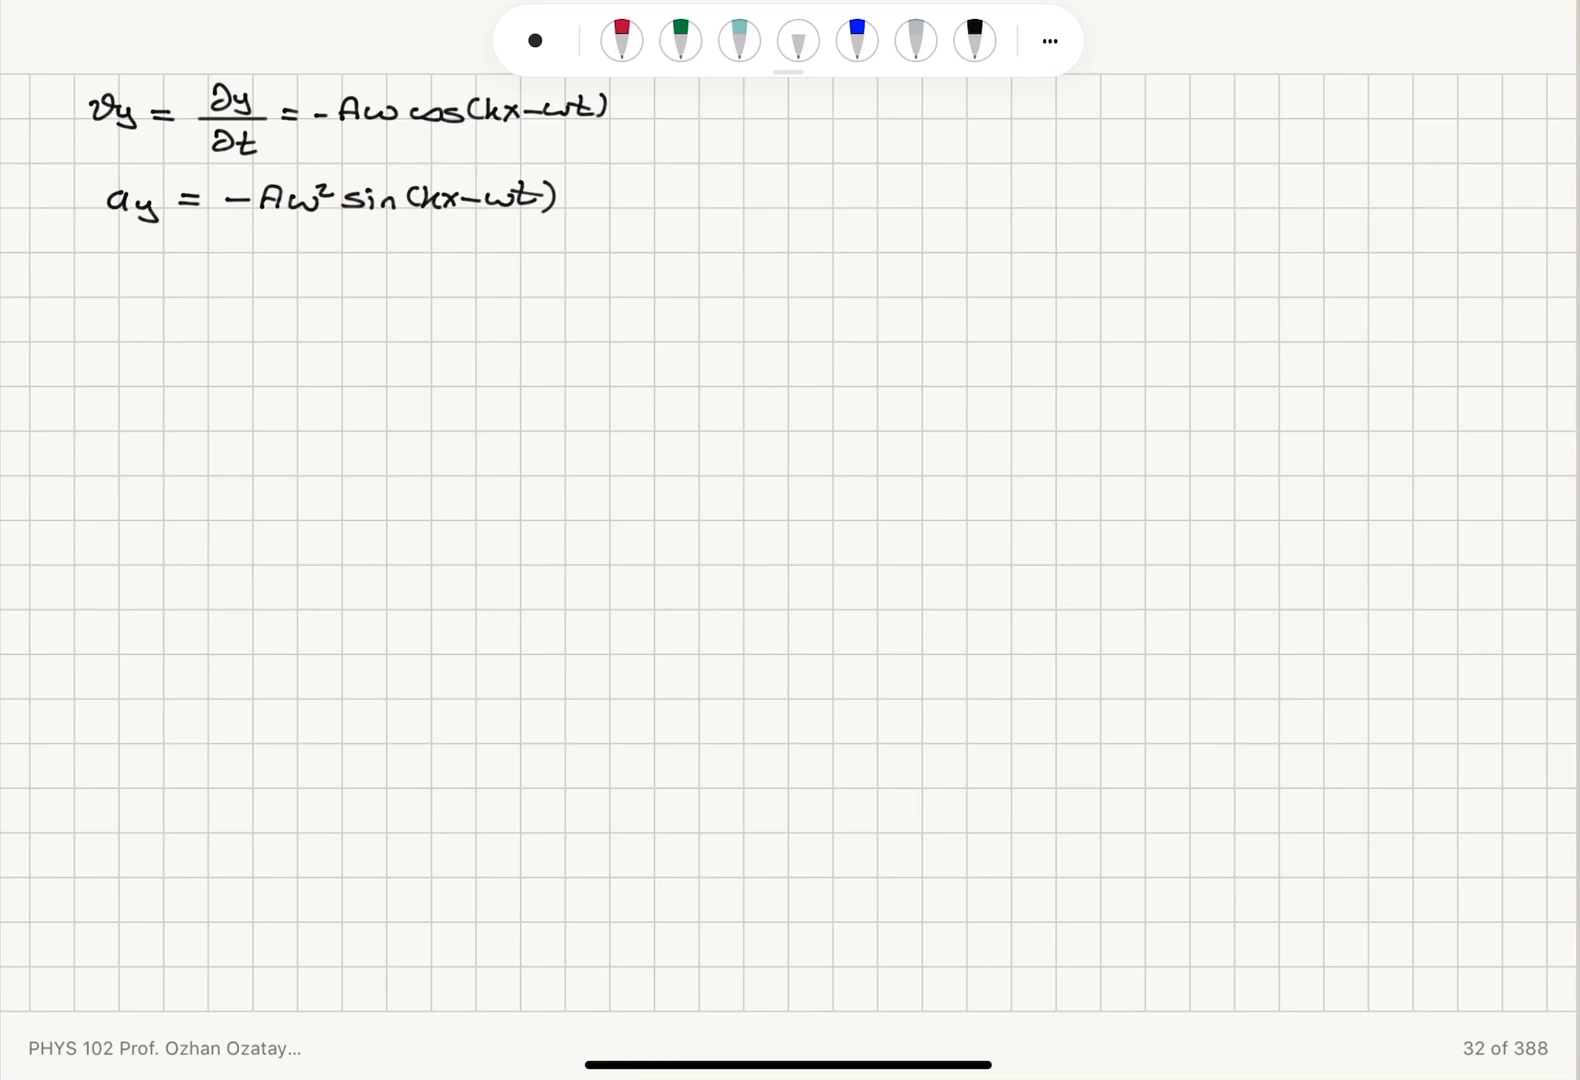 vy = ∂y/∂t = - Aω cos(kx-ωt)
ay = -Aω² sin(kx-ωt)
PHYS 102 Prof. Ozhan Ozatay...
32 of 388